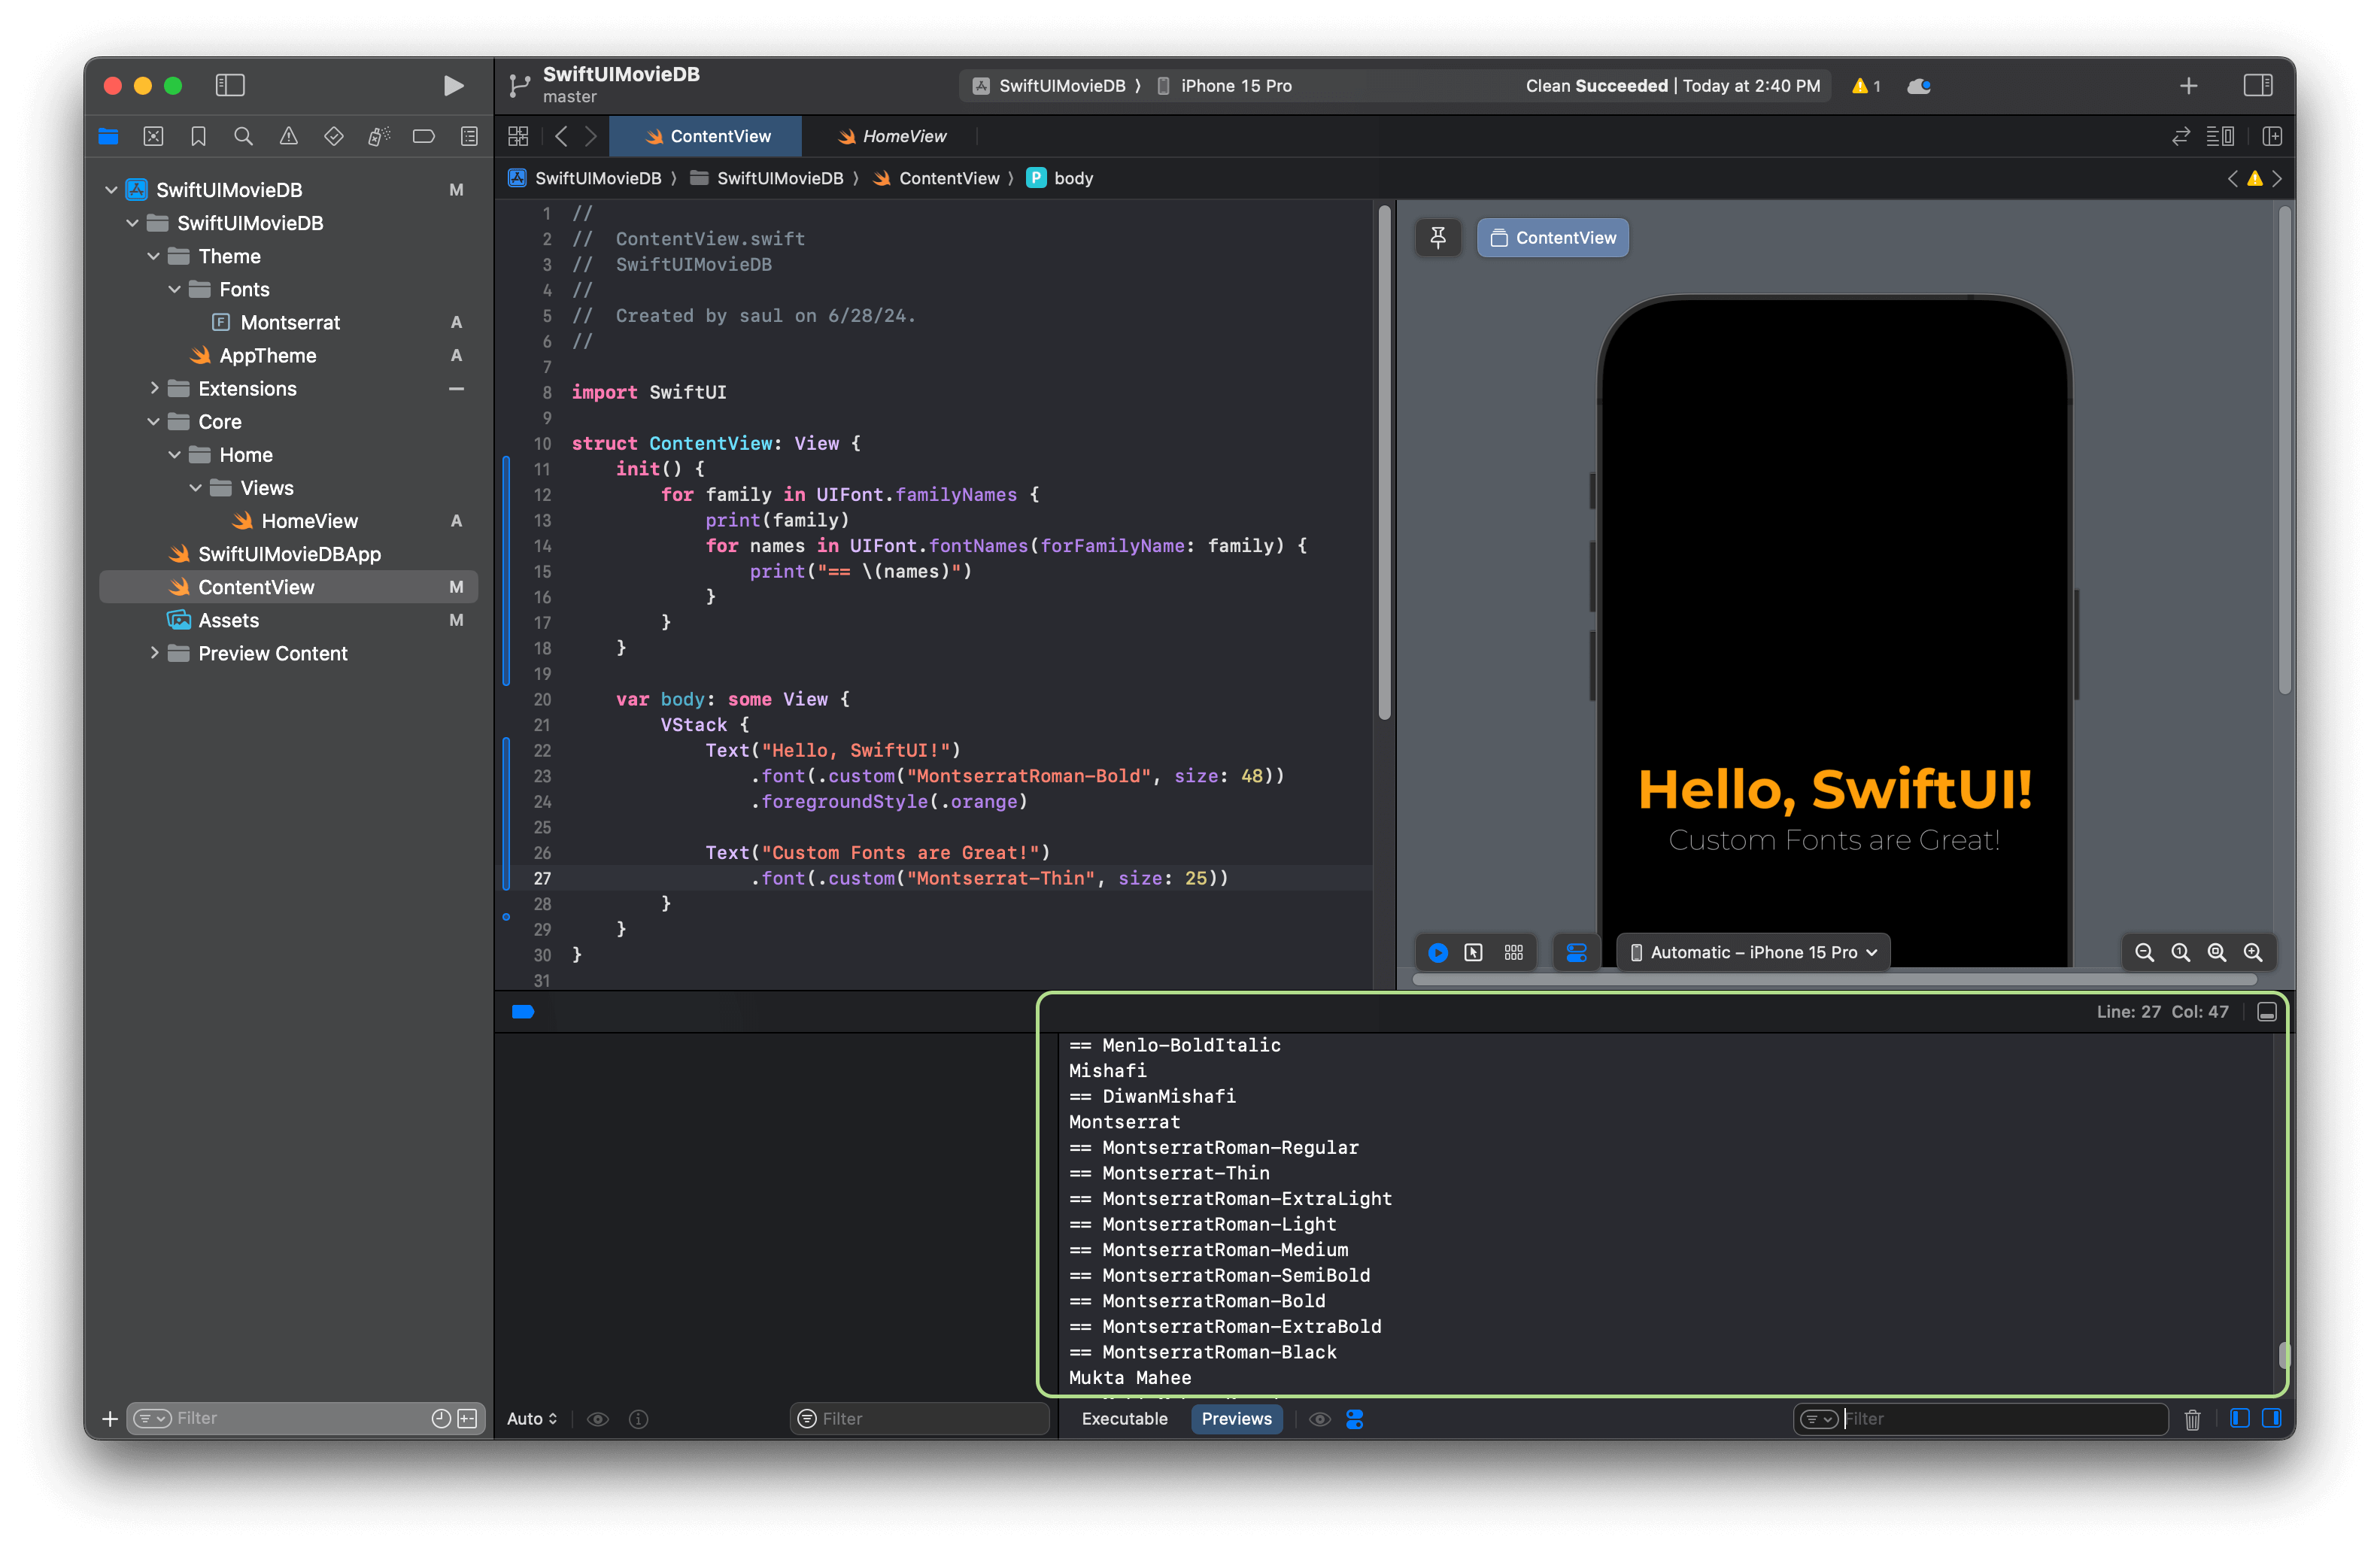 SwiftUIMovieDB
master
SwiftUIMovieDB ⟩ iPhone 15 Pro
Clean Succeeded | Today at 2:40 PM
1
ContentView
HomeView
SwiftUIMovieDB ⟩ SwiftUIMovieDB ⟩ ContentView ⟩ P body
SwiftUIMovieDB M
SwiftUIMovieDB
Theme
Fonts
F Montserrat A
AppTheme A
Extensions
Core
Home
Views
HomeView A
SwiftUIMovieDBApp
ContentView M
Assets M
Preview Content
Filter
1 //
2 //  ContentView.swift
3 //  SwiftUIMovieDB
4 //
5 //  Created by saul on 6/28/24.
6 //
7
8 import SwiftUI
9
10 struct ContentView: View {
11     init() {
12         for family in UIFont.familyNames {
13             print(family)
14             for names in UIFont.fontNames(forFamilyName: family) {
15                 print("== \(names)")
16             }
17         }
18     }
19
20     var body: some View {
21         VStack {
22             Text("Hello, SwiftUI!")
23                 .font(.custom("MontserratRoman-Bold", size: 48))
24                 .foregroundStyle(.orange)
25
26             Text("Custom Fonts are Great!")
27                 .font(.custom("Montserrat-Thin", size: 25))
28         }
29     }
30 }
31
ContentView
Hello, SwiftUI!
Custom Fonts are Great!
Automatic – iPhone 15 Pro
Line: 27 Col: 47
== Menlo-BoldItalic
Mishafi
== DiwanMishafi
Montserrat
== MontserratRoman-Regular
== Montserrat-Thin
== MontserratRoman-ExtraLight
== MontserratRoman-Light
== MontserratRoman-Medium
== MontserratRoman-SemiBold
== MontserratRoman-Bold
== MontserratRoman-ExtraBold
== MontserratRoman-Black
Mukta Mahee
Auto
Filter
Executable
Previews
Filter